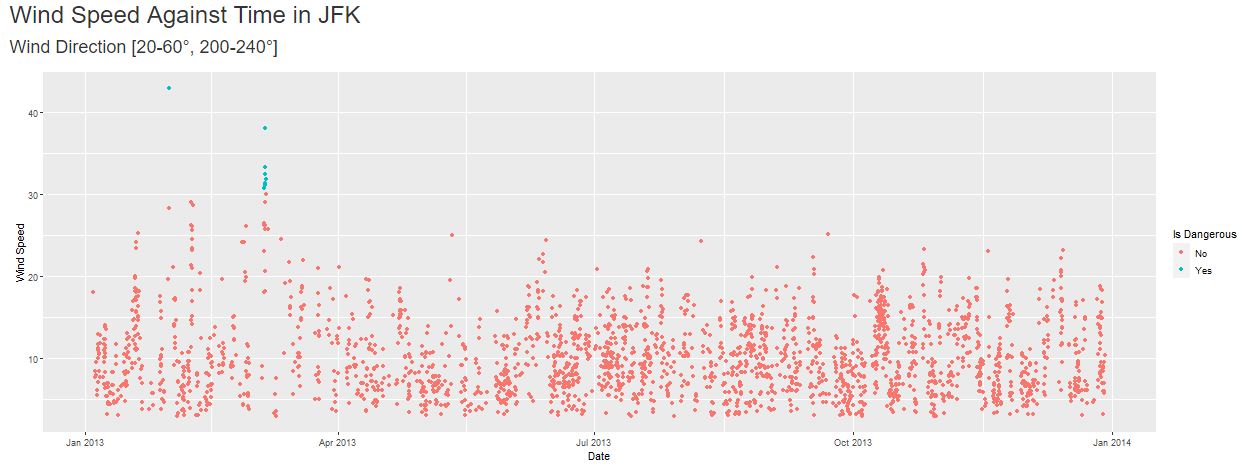 Wind Speed Against Time in JFK
Wind Direction [20-60°, 200-240°]
40
30
20
10
Wind Speed
Jan 2013
Apr 2013
Jul 2013
Oct 2013
Jan 2014
Date
Is Dangerous
No
Yes